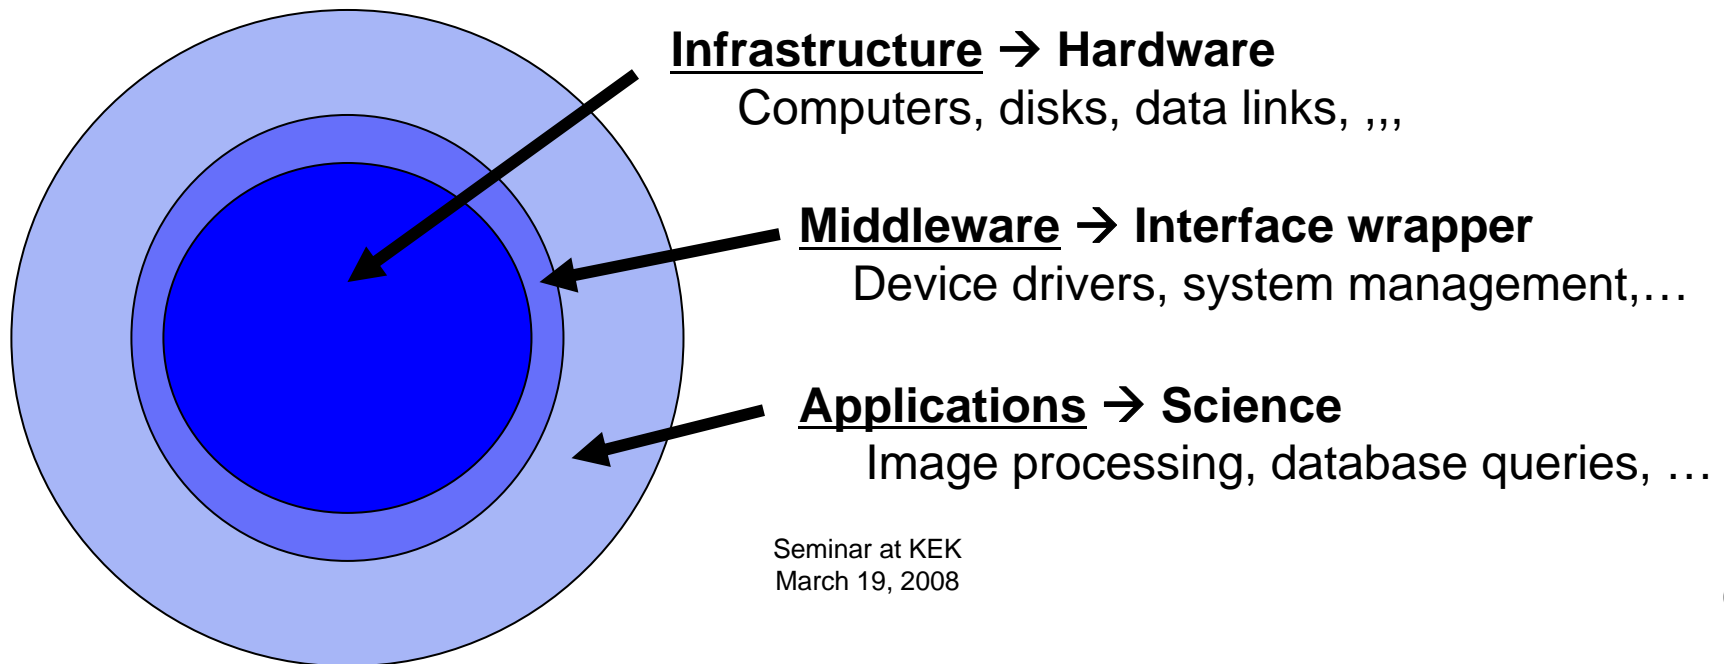 Infrastructure → Hardware
Computers, disks, data links, ,,,
Middleware → Interface wrapper
Device drivers, system management,…
Applications → Science
Image processing, database queries, …
Seminar at KEK
March 19, 2008